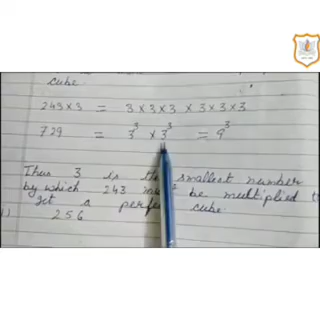 cube.
243×3 = 3×3×3 × 3×3×3
729 = 3³ × 3³ = 9³
Thus 3 is the smallest number
by which 243 must be multiplied to
get a perfect cube.
256